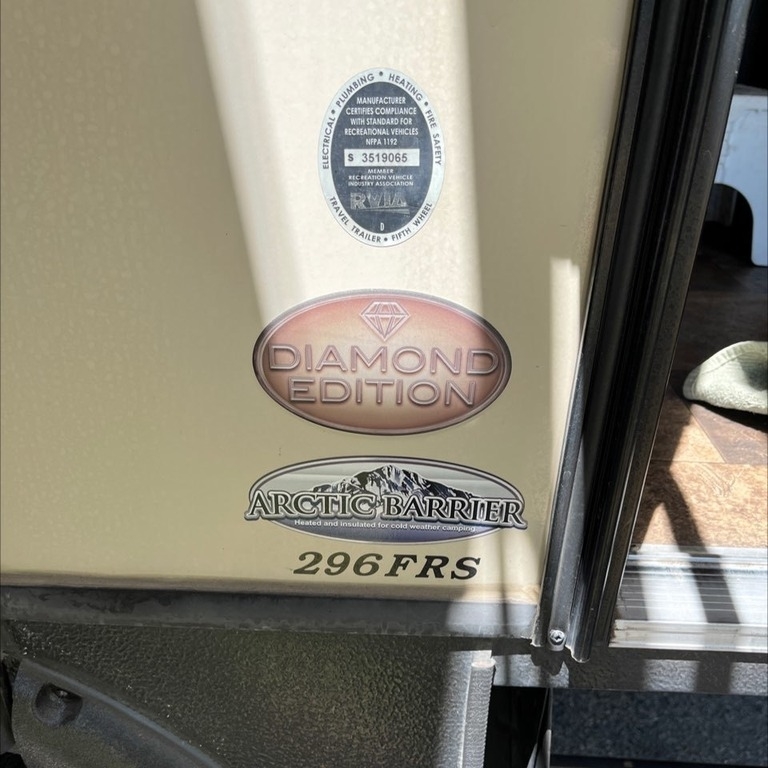 ELECTRICAL * PLUMBING * HEATING * FIRE SAFETY
MANUFACTURER
CERTIFIES COMPLIANCE
WITH STANDARD FOR
RECREATIONAL VEHICLES
NFPA 1192
S 3519065
MEMBER
RECREATION VEHICLE
INDUSTRY ASSOCIATION
RVIA
D
TRAVEL TRAILER * FIFTH WHEEL
DIAMOND
EDITION
ARCTIC BARRIER
Heated and insulated for cold weather camping
296FRS